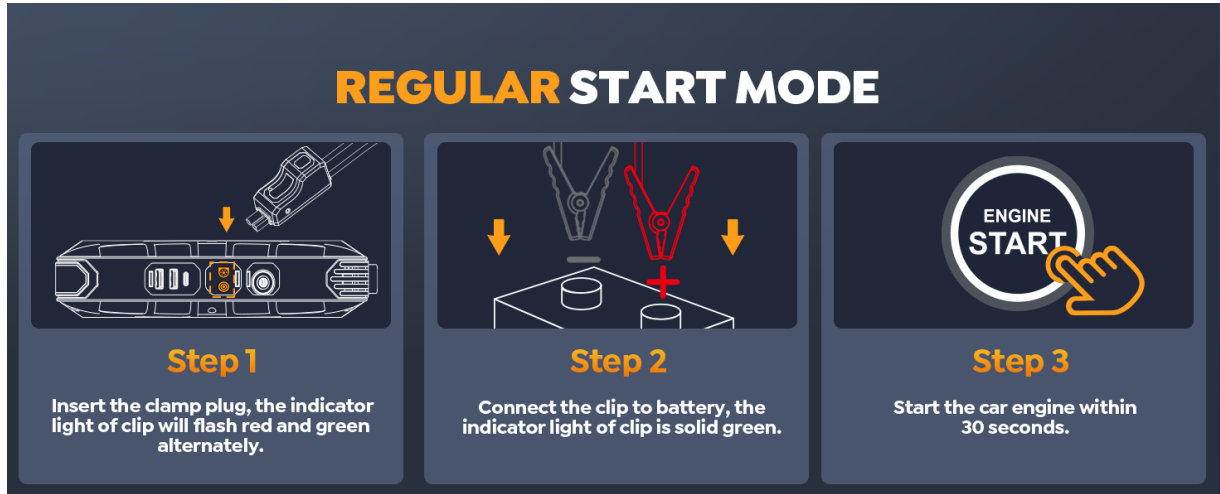 REGULAR START MODE
ENGINE
START
Step 1
Insert the clamp plug, the indicator
light of clip will flash red and green
alternately.
Step 2
Connect the clip to battery, the
indicator light of clip is solid green.
Step 3
Start the car engine within
30 seconds.